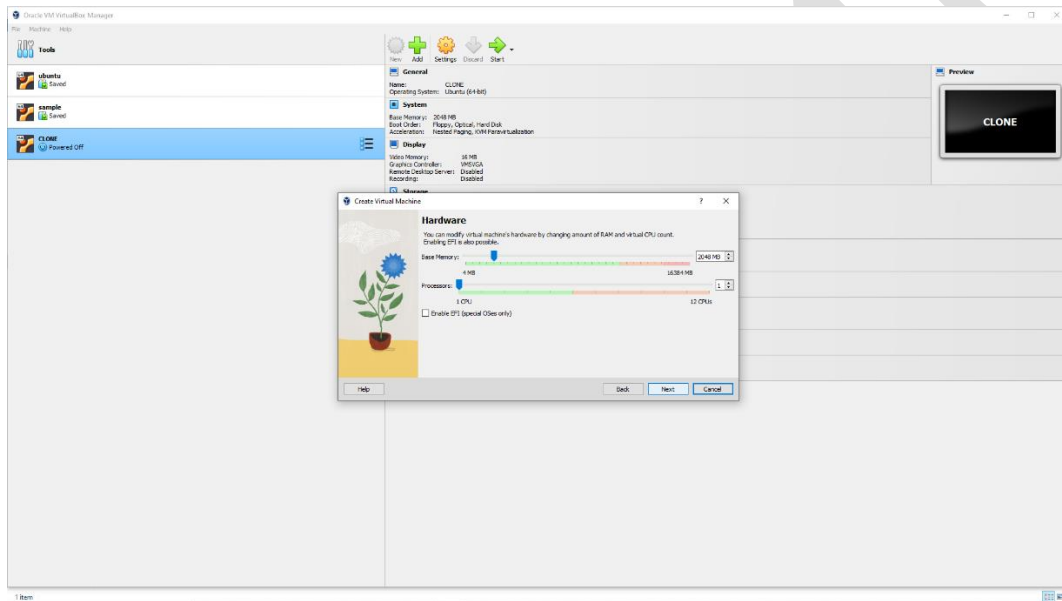 Oracle VM VirtualBox Manager
File Machine Help
Tools
New Add Settings Discard Start
ubuntu
Saved
sample
Saved
CLONE
Powered Off
General
Name: CLONE
Operating System: Ubuntu (64-bit)
System
Base Memory: 2048 MB
Boot Order: Floppy, Optical, Hard Disk
Acceleration: Nested Paging, KVM Paravirtualization
Display
Video Memory: 16 MB
Graphics Controller: VMSVGA
Remote Desktop Server: Disabled
Recording: Disabled
Storage
Preview
CLONE
Create Virtual Machine ? X
Hardware
You can modify virtual machine's hardware by changing amount of RAM and virtual CPU count.
Enabling EFI is also possible.
Base Memory: 2048 MB
4 MB 16384 MB
Processors: 1
1 CPU 12 CPUs
Enable EFI (special OSes only)
Help Back Next Cancel
1 item